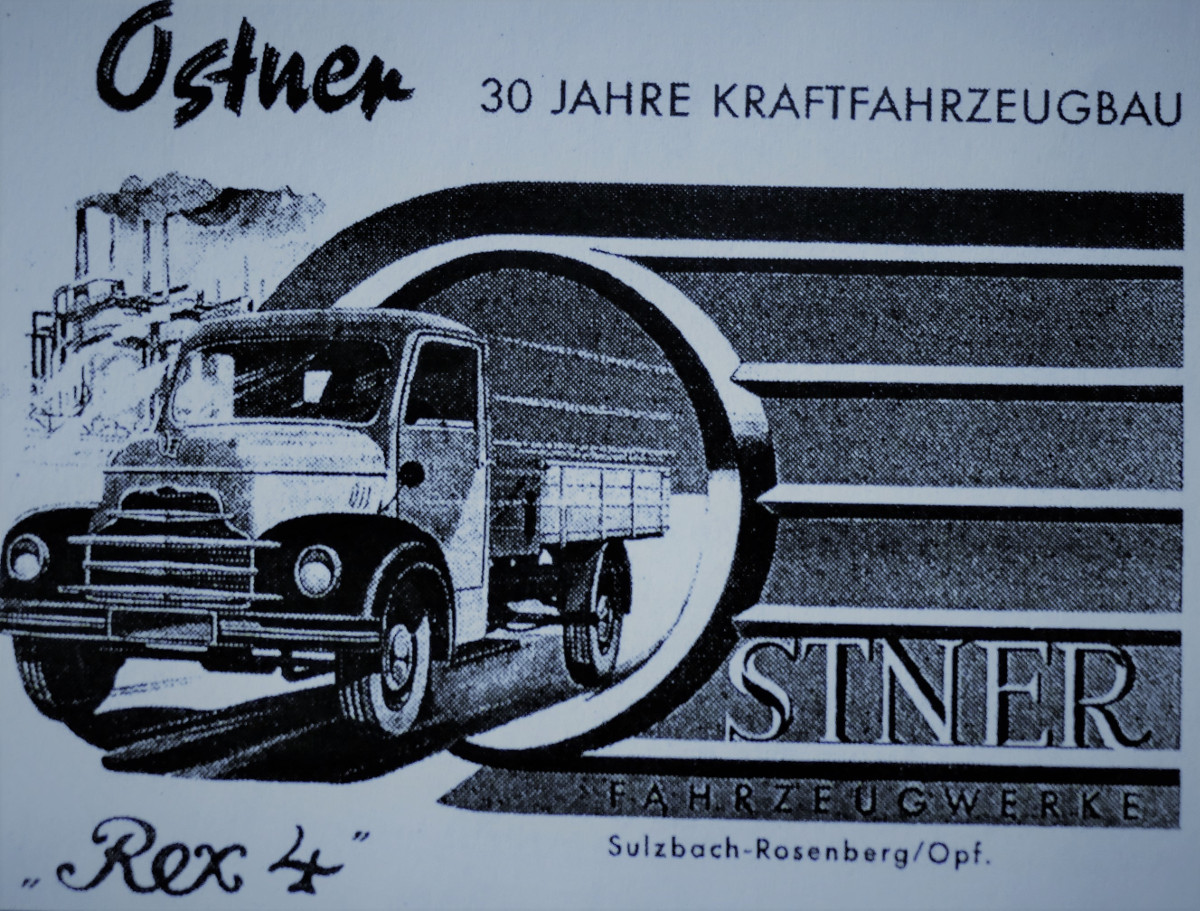 Ostner
30 JAHRE KRAFTFAHRZEUGBAU
STNER
FAHRZEUGWERKE
Sulzbach-Rosenberg/Opf.
„Rex 4”